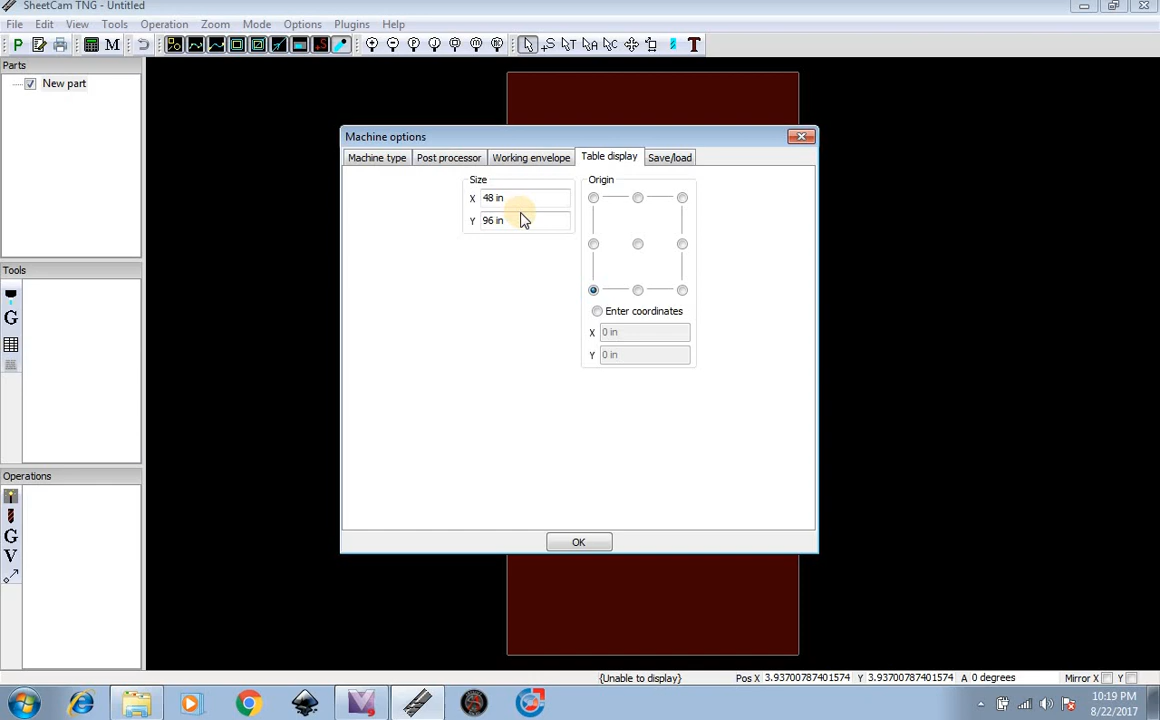 SheetCam TNG - Untitled
File Edit View Tools Operation Mode Zoom Options Plugins Help
P M T A C T
Parts
New part
Machine options
Machine type Post processor Working envelope Table display Save/load
Size
X 48 in
Y 96 in
Origin
Enter coordinates
X 0 in
Y 0 in
Tools
G
Operations
G
V
OK
{Unable to display} Pos X 3.93700787401574 Y 3.93700787401574 A 0 degrees Mirror X Y
10:19 PM
8/22/2017